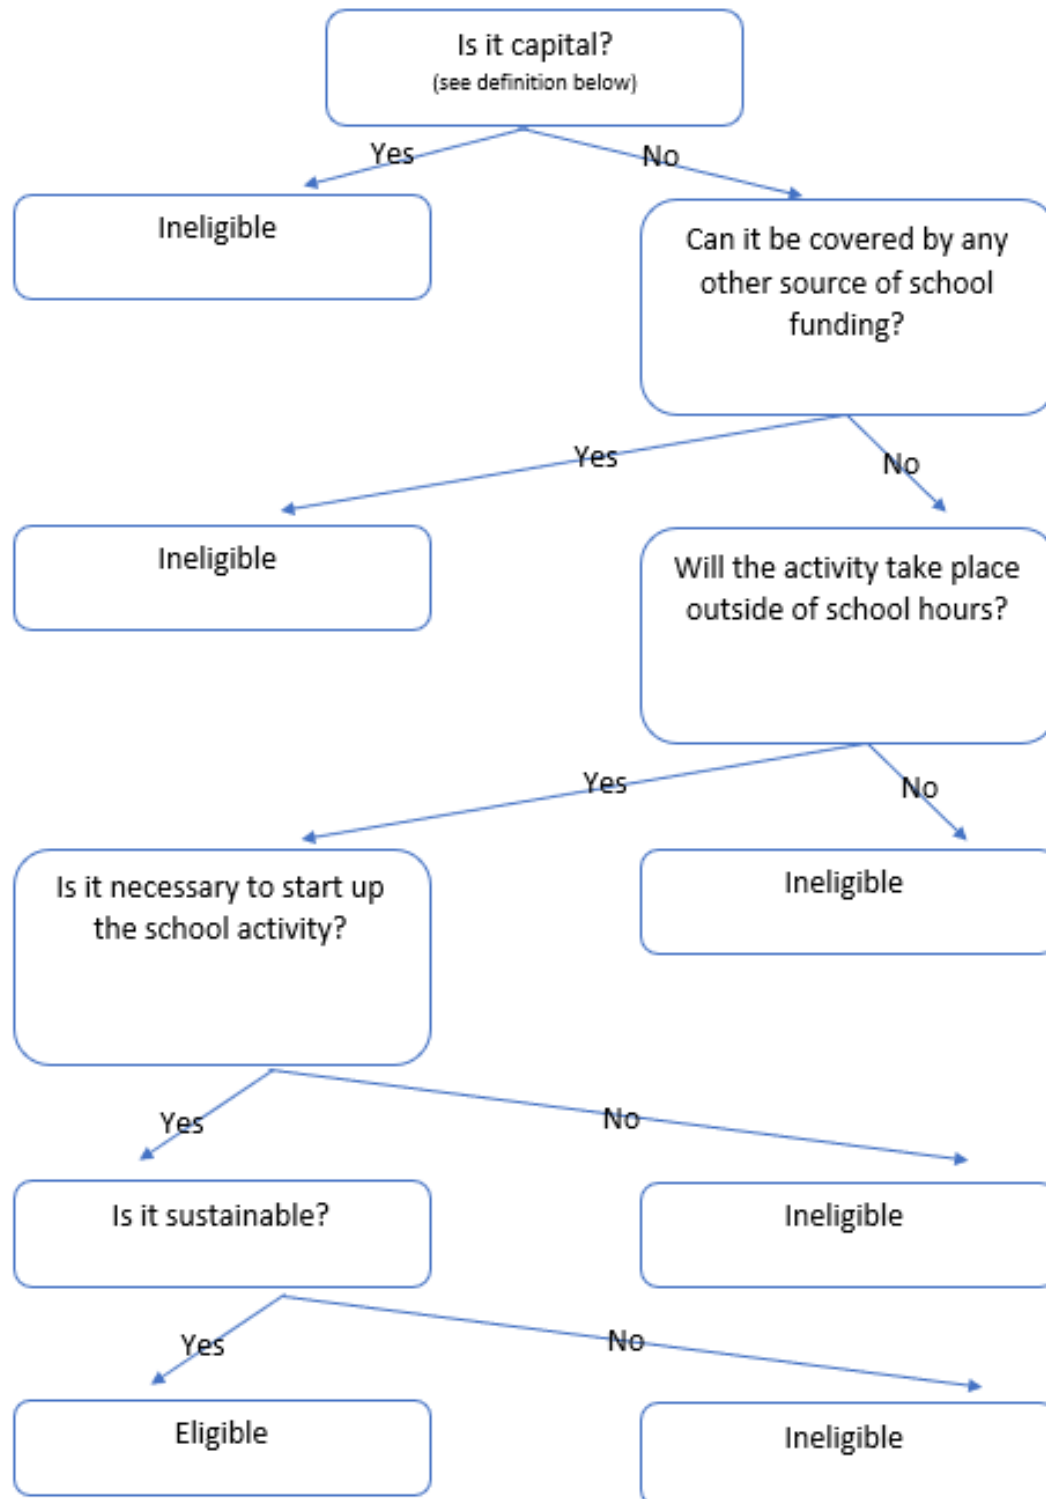 Is it capital?
(see definition below)
Yes
No
Ineligible
Can it be covered by any
other source of school
funding?
Yes
No
Ineligible
Will the activity take place
outside of school hours?
Yes
No
Is it necessary to start up
the school activity?
Ineligible
Yes
No
Is it sustainable?
Ineligible
Yes
No
Eligible
Ineligible